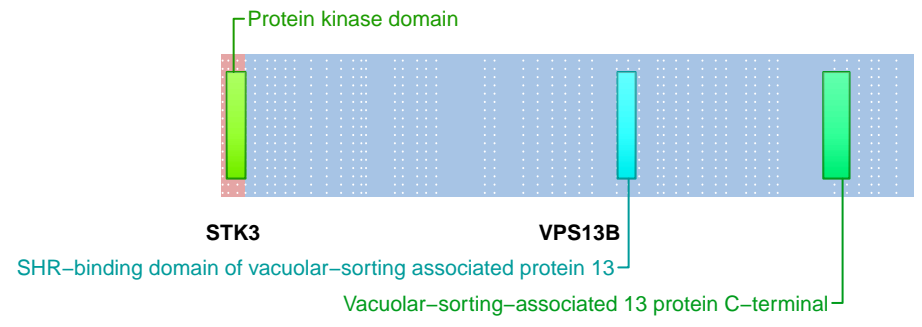 Protein kinase domain
STK3 VPS13B
SHR−binding domain of vacuolar−sorting associated protein 13
Vacuolar−sorting−associated 13 protein C−terminal